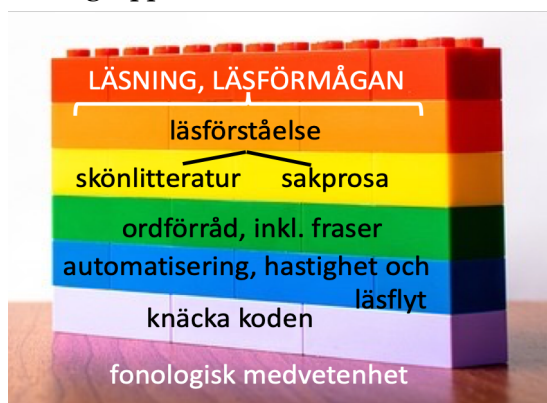 LÄSNING, LÄSFÖRMÅGAN
läsförståelse
skönlitteratur sakprosa
ordförråd, inkl. fraser
automatisering, hastighet och
läsflyt
knäcka koden
fonologisk medvetenhet